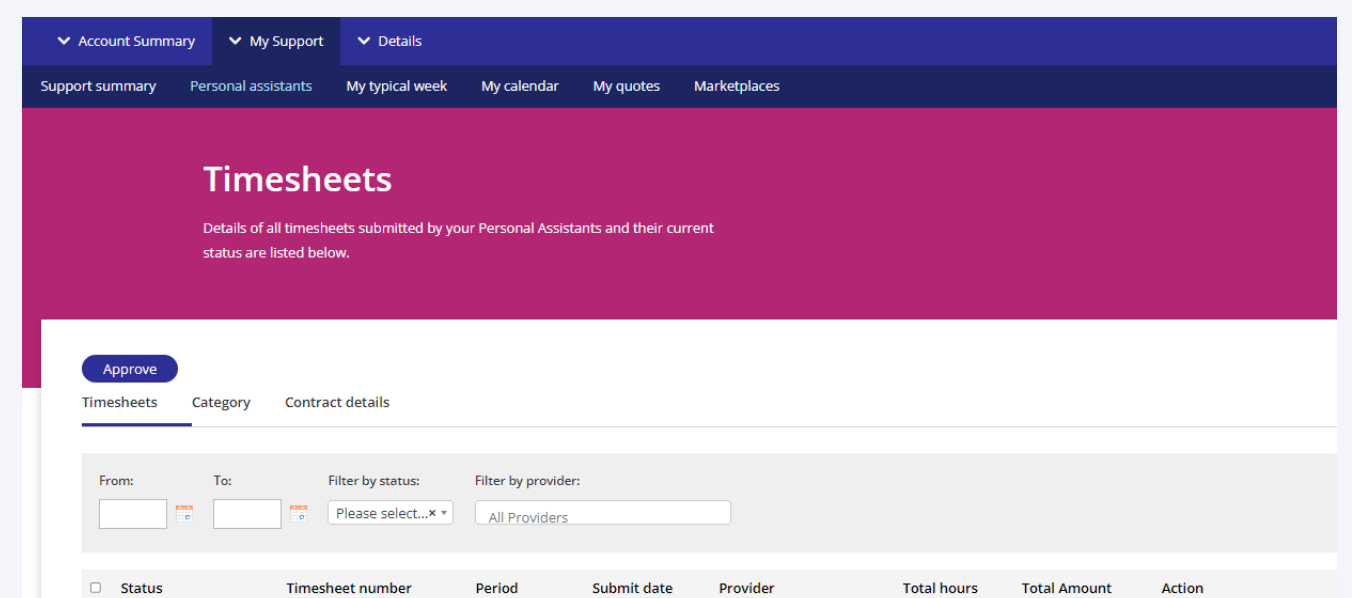 Account Summary My Support Details
Support summary Personal assistants My typical week My calendar My quotes Marketplaces
Timesheets
Details of all timesheets submitted by your Personal Assistants and their current
status are listed below.
Approve
Timesheets Category Contract details
From: To: Filter by status: Filter by provider:
Please select...× All Providers
Status Timesheet number Period Submit date Provider Total hours Total Amount Action